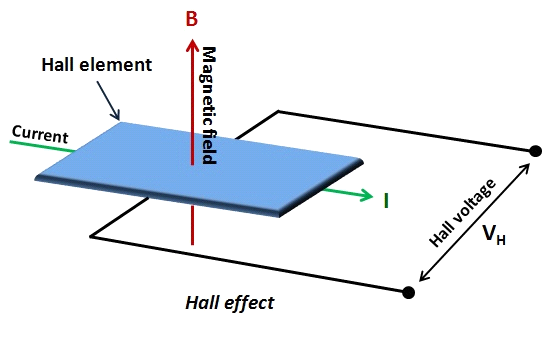 B
Hall element
Magnetic field
Current
I
Hall voltage
V_H
Hall effect